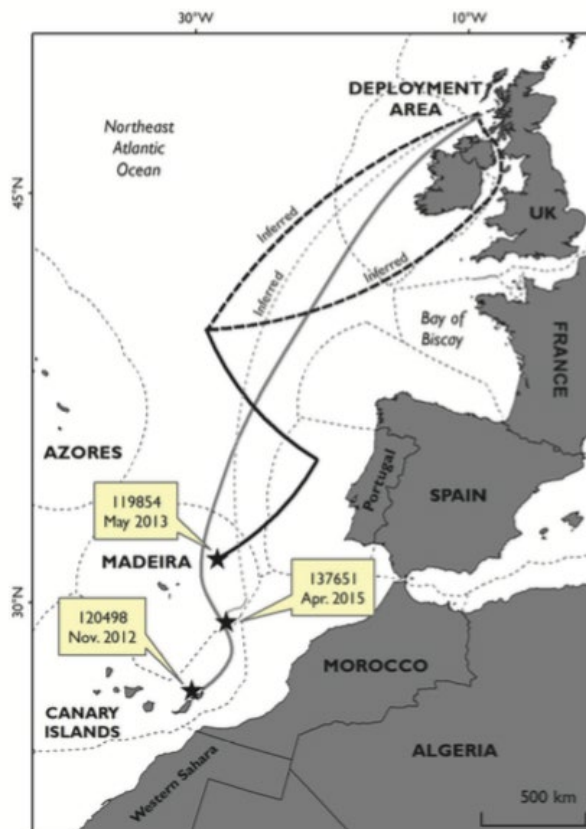 30°W
10°W
DEPLOYMENT
AREA
Northeast
Atlantic
Ocean
45°N
Inferred
Inferred
Inferred
UK
Bay of
Biscay
FRANCE
AZORES
Portugal
SPAIN
119854
May 2013
MADEIRA
137651
Apr. 2015
30°N
120498
Nov. 2012
MOROCCO
CANARY
ISLANDS
ALGERIA
Western Sahara
500 km